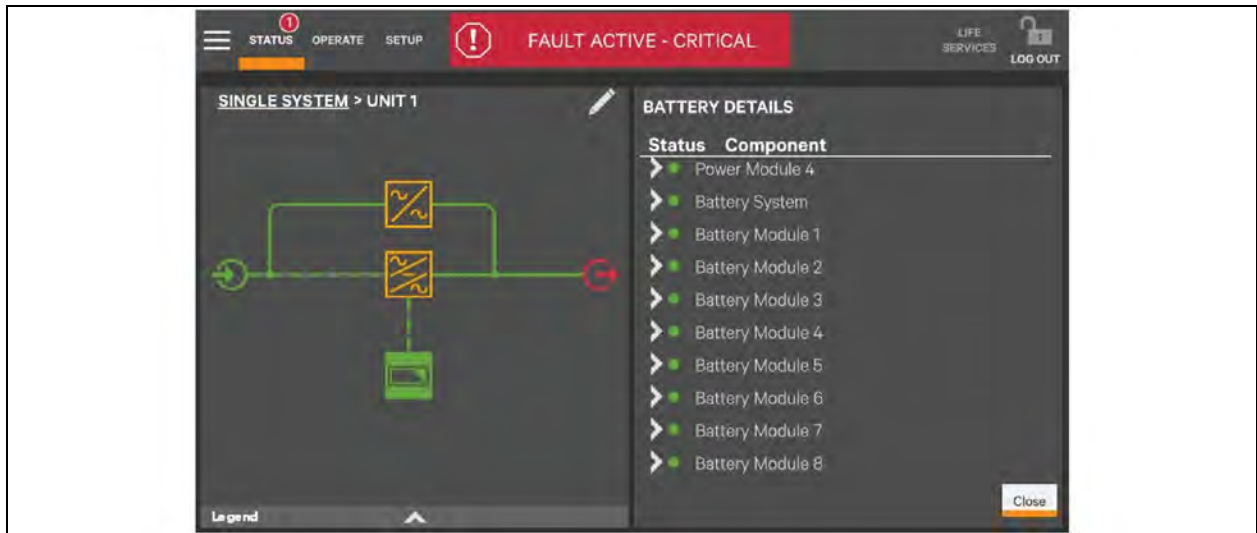 1
STATUS OPERATE SETUP
! FAULT ACTIVE - CRITICAL
LIFE
SERVICES
LOG OUT
SINGLE SYSTEM > UNIT 1
BATTERY DETAILS
Status Component
Power Module 4
Battery System
Battery Module 1
Battery Module 2
Battery Module 3
Battery Module 4
Battery Module 5
Battery Module 6
Battery Module 7
Battery Module 8
Close
Legend